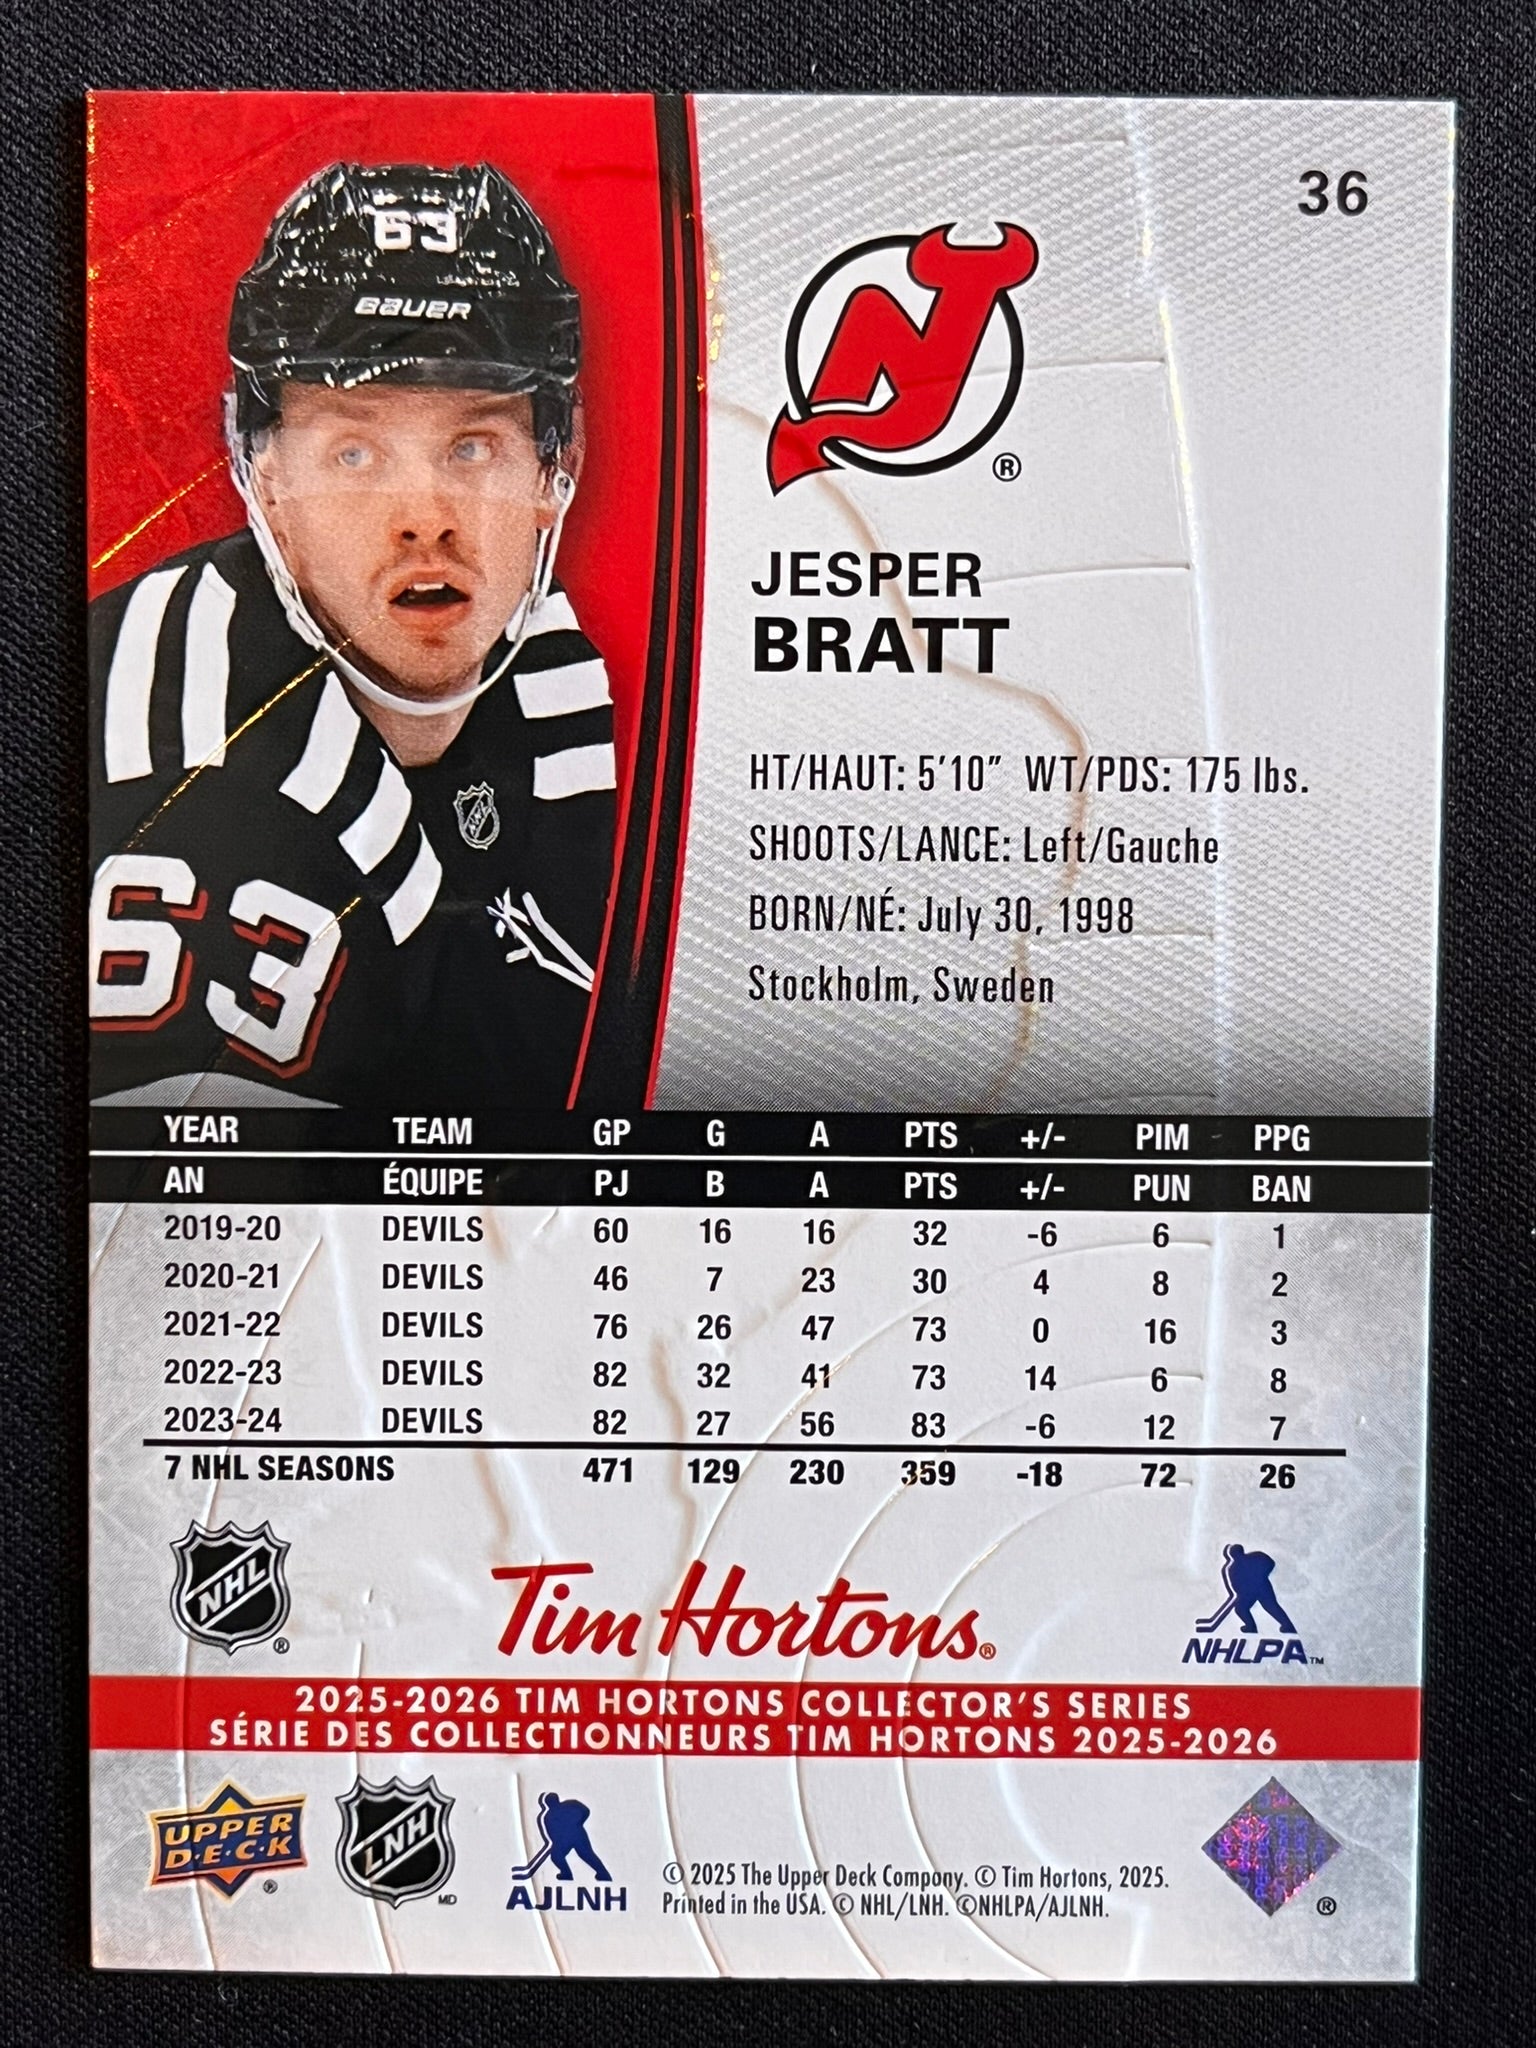 36
63
BAUER
®
JESPER
BRATT
HT/HAUT: 5'10" WT/PDS: 175 lbs.
SHOOTS/LANCE: Left/Gauche
BORN/NÉ: July 30, 1998
Stockholm, Sweden
NHL
63
YEAR TEAM GP G A PTS +/- PIM PPG
AN ÉQUIPE PJ B A PTS +/- PUN BAN
2019-20 DEVILS 60 16 16 32 -6 6 1
2020-21 DEVILS 46 7 23 30 4 8 2
2021-22 DEVILS 76 26 47 73 0 16 3
2022-23 DEVILS 82 32 41 73 14 6 8
2023-24 DEVILS 82 27 56 83 -6 12 7
7 NHL SEASONS 471 129 230 359 -18 72 26
NHL ®
Tim Hortons®
NHLPA™
2025-2026 TIM HORTONS COLLECTOR'S SERIES
SÉRIE DES COLLECTIONNEURS TIM HORTONS 2025-2026
UPPER
D·E·C·K ®
LNH MD
AJLNH
© 2025 The Upper Deck Company. © Tim Hortons, 2025.
Printed in the USA. © NHL/LNH. ©NHLPA/AJLNH.
®